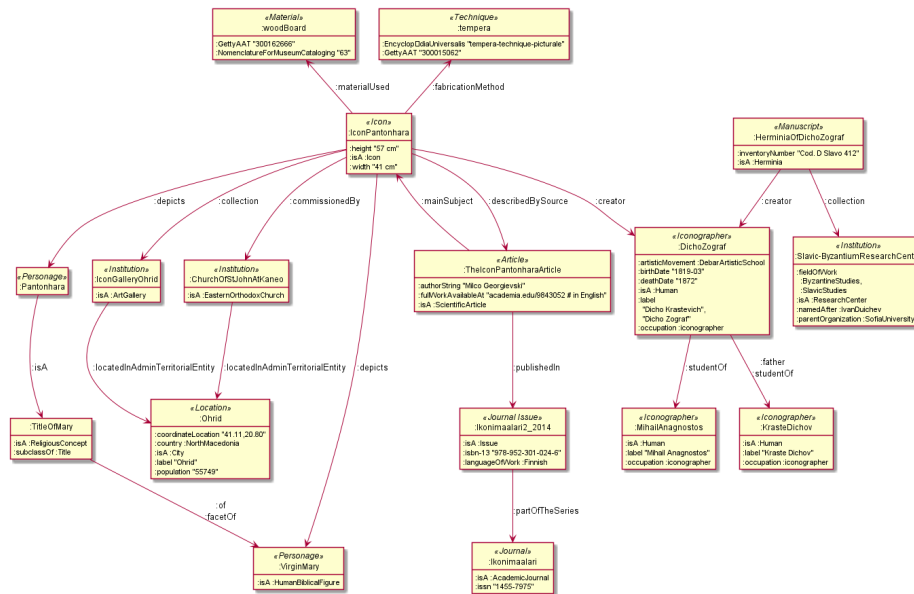 «Material»
:woodBoard
:GettyAAT "300162666"
:NomenclatureForMuseumCataloging "63"
«Technique»
:tempera
:Encyclop□diaUniversalis "tempera-technique-picturale"
:GettyAAT "300015062"
:materialUsed
:fabricationMethod
«Icon»
:IconPantonhara
:height "57 cm"
:isA :Icon
:width "41 cm"
«Manuscript»
:HerminiaOfDichoZograf
:inventoryNumber "Cod. D Slavo 412"
:isA :Herminia
:depicts
:collection
:commissionedBy
:mainSubject
:describedBySource
:creator
:creator
:collection
«Personage»
:Pantonhara
«Institution»
:IconGalleryOhrid
:isA :ArtGallery
«Institution»
:ChurchOfStJohnAtKaneo
:isA :EasternOrthodoxChurch
«Article»
:TheIconPantonharaArticle
:authorString "Milco Georgievski"
:fullWorkAvailableAt "academia.edu/9843052 # in English"
:isA :ScientificArticle
«Iconographer»
:DichoZograf
:artisticMovement :DebarArtisticSchool
:birthDate "1819-03"
:deathDate "1872"
:isA :Human
:label
"Dicho Krastevich",
"Dicho Zograf"
:occupation :iconographer
«Institution»
:Slavic-ByzantiumResearchCent
:fieldOfWork
:ByzantineStudies,
:SlavicStudies
:isA :ResearchCenter
:namedAfter :IvanDuichev
:parentOrganization :SofiaUniversity
:isA
:locatedInAdminTerritorialEntity
:locatedInAdminTerritorialEntity
:depicts
:publishedIn
:studentOf
:father
:studentOf
:TitleOfMary
:isA :ReligiousConcept
:subclassOf :Title
«Location»
:Ohrid
:coordinateLocation "41.11,20.80"
:country :NorthMacedonia
:isA :City
:label "Ohrid"
:population "55749"
«Journal Issue»
:Ikonimaalari2_2014
:isA :Issue
:isbn-13 "978-952-301-024-6"
:languageOfWork :Finnish
«Iconographer»
:MihailAnagnostos
:isA :Human
:label "Mihail Anagnostos"
:occupation :iconographer
«Iconographer»
:KrasteDichov
:isA :Human
:label "Kraste Dichov"
:occupation :iconographer
:of
:facetOf
:partOfTheSeries
«Personage»
:VirginMary
:isA :HumanBiblicalFigure
«Journal»
:Ikonimaalari
:isA :AcademicJournal
:issn "1455-7975"